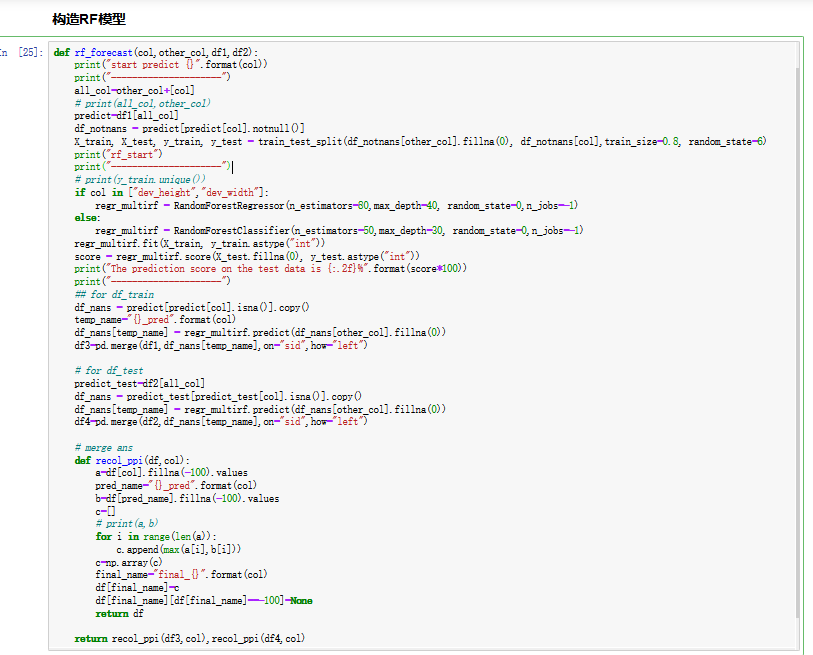 构造RF模型
In [25]: def rf_forecast(col,other_col,df1,df2):
print("start predict {}".format(col))
print("---------------------")
all_col=other_col+[col]
# print(all_col,other_col)
predict=df1[all_col]
df_notnans = predict[predict[col].notnull()]
X_train, X_test, y_train, y_test = train_test_split(df_notnans[other_col].fillna(0), df_notnans[col],train_size=0.8, random_state=6)
print("rf_start")
print("---------------------")
# print(y_train.unique())
if col in ["dev_height","dev_width"]:
regr_multirf = RandomForestRegressor(n_estimators=80,max_depth=40, random_state=0,n_jobs=-1)
else:
regr_multirf = RandomForestClassifier(n_estimators=50,max_depth=30, random_state=0,n_jobs=-1)
regr_multirf.fit(X_train, y_train.astype("int"))
score = regr_multirf.score(X_test.fillna(0), y_test.astype("int"))
print("The prediction score on the test data is {:.2f}%".format(score*100))
print("---------------------")
## for df_train
df_nans = predict[predict[col].isna()].copy()
temp_name="{}_pred".format(col)
df_nans[temp_name] = regr_multirf.predict(df_nans[other_col].fillna(0))
df3=pd.merge(df1,df_nans[temp_name],on="sid",how="left")
# for df_test
predict_test=df2[all_col]
df_nans = predict_test[predict_test[col].isna()].copy()
df_nans[temp_name] = regr_multirf.predict(df_nans[other_col].fillna(0))
df4=pd.merge(df2,df_nans[temp_name],on="sid",how="left")
# merge ans
def recol_ppi(df,col):
a=df[col].fillna(-100).values
pred_name="{}_pred".format(col)
b=df[pred_name].fillna(-100).values
c=[]
# print(a,b)
for i in range(len(a)):
c.append(max(a[i],b[i]))
c=np.array(c)
final_name="final_{}".format(col)
df[final_name]=c
df[final_name][df[final_name]==-100]=None
return df
return recol_ppi(df3,col),recol_ppi(df4,col)